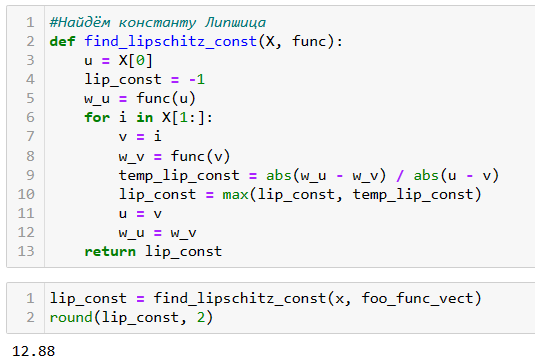 1 #Найдём константу Липшица
2 def find_lipschitz_const(X, func):
3     u = X[0]
4     lip_const = -1
5     w_u = func(u)
6     for i in X[1:]:
7         v = i
8         w_v = func(v)
9         temp_lip_const = abs(w_u - w_v) / abs(u - v)
10         lip_const = max(lip_const, temp_lip_const)
11         u = v
12         w_u = w_v
13     return lip_const
1 lip_const = find_lipschitz_const(x, foo_func_vect)
2 round(lip_const, 2)
12.88